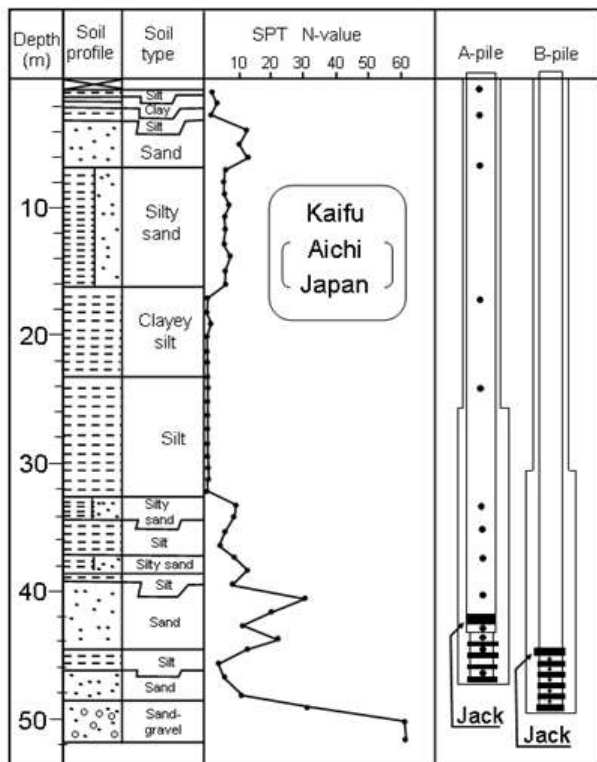 Depth
(m)
Soil
profile
Soil
type
SPT N-value
10 20 30 40 50 60
A-pile
B-pile
Silt
Clay
Silt
Sand
10
Silty
sand
Kaifu
Aichi
Japan
20
Clayey
silt
Silt
30
Silty
sand
Silt
Silty sand
40
Silt
Sand
Silt
Sand
50
Sand-
gravel
Jack
Jack